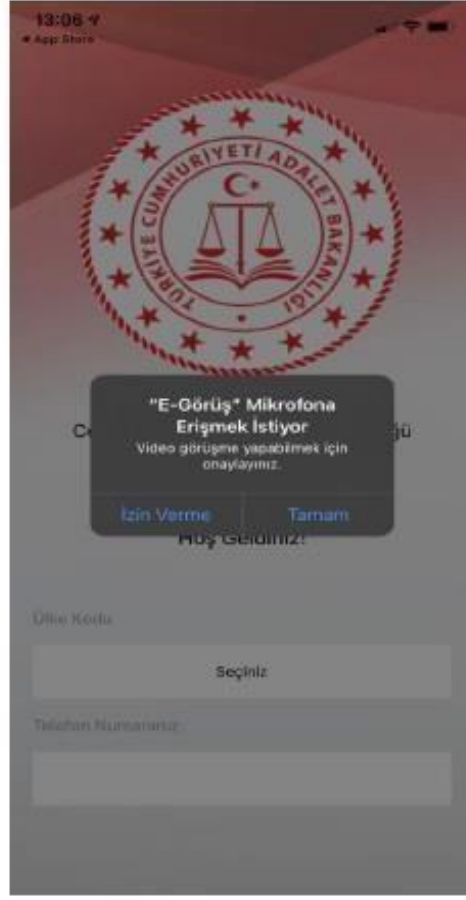 13:06
App Store
TÜRKİYE CUMHURİYETİ ADALET BAKANLIĞI
"E-Görüş" Mikrofona
Erişmek İstiyor
Video görüşme yapabilmek için
onaylayınız.
İzin Verme
Tamam
Hoş Geldiniz!
Ülke Kodu
Seçiniz
Telefon Numaranız